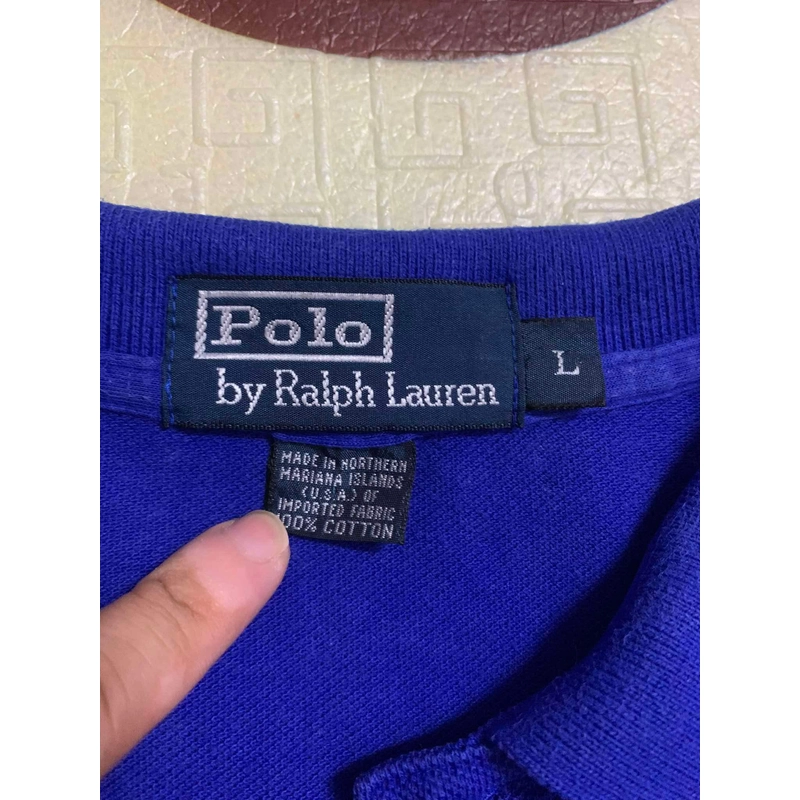 Polo
by Ralph Lauren
L
MADE IN NORTHERN
MARIANA ISLANDS
(U.S.A.) OF
IMPORTED FABRIC
100% COTTON